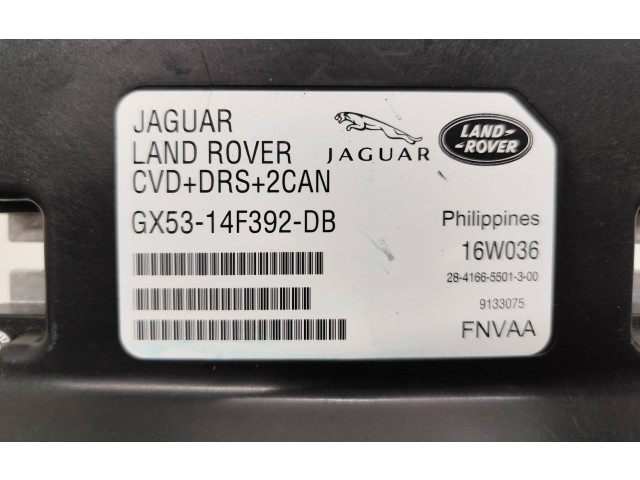 JAGUAR
LAND ROVER
CVD+DRS+2CAN
GX53-14F392-DB
JAGUAR
LAND-
-ROVER
Philippines
16W036
28-4166-5501-3-00
9133075
FNVAA